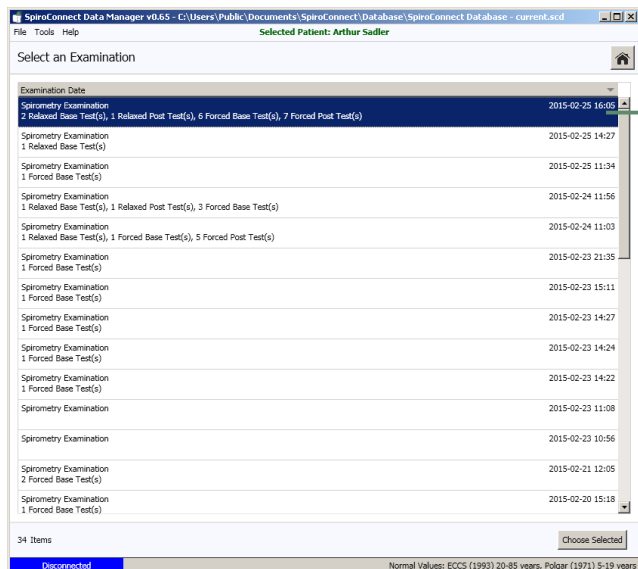 SpiroConnect Data Manager v0.65 - C:\Users\Public\Documents\SpiroConnect\Database\SpiroConnect Database - current.scd
File Tools Help Selected Patient: Arthur Sadler
Select an Examination
Examination Date
Spirometry Examination 2015-02-25 16:05
2 Relaxed Base Test(s), 1 Relaxed Post Test(s), 6 Forced Base Test(s), 7 Forced Post Test(s)
Spirometry Examination 2015-02-25 14:27
1 Relaxed Base Test(s)
Spirometry Examination 2015-02-25 11:34
1 Forced Base Test(s)
Spirometry Examination 2015-02-24 11:56
1 Relaxed Base Test(s), 1 Relaxed Post Test(s), 3 Forced Base Test(s)
Spirometry Examination 2015-02-24 11:03
1 Relaxed Base Test(s), 1 Forced Base Test(s), 5 Forced Post Test(s)
Spirometry Examination 2015-02-23 21:35
1 Forced Base Test(s)
Spirometry Examination 2015-02-23 15:11
1 Forced Base Test(s)
Spirometry Examination 2015-02-23 14:27
1 Forced Base Test(s)
Spirometry Examination 2015-02-23 14:24
1 Forced Base Test(s)
Spirometry Examination 2015-02-23 14:22
1 Forced Base Test(s)
Spirometry Examination 2015-02-23 11:08
Spirometry Examination 2015-02-23 10:56
Spirometry Examination 2015-02-21 12:05
2 Forced Base Test(s)
Spirometry Examination 2015-02-20 15:18
1 Forced Base Test(s)
34 Items Choose Selected
Disconnected Normal Values: ECCS (1993) 20-85 years, Polgar (1971) 5-19 years